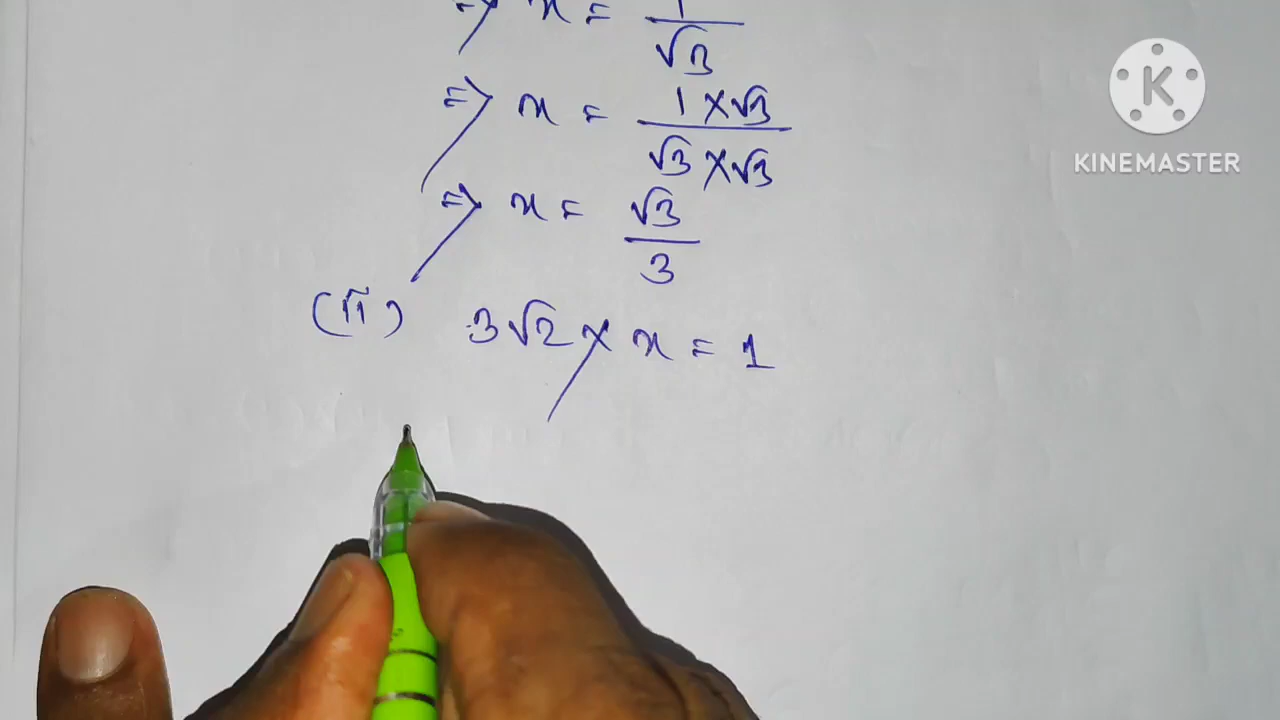 => x = 1/√3
=> x = 1×√3/√3×√3
=> x = √3/3
(ii) 3√2 × x = 1
KINEMASTER